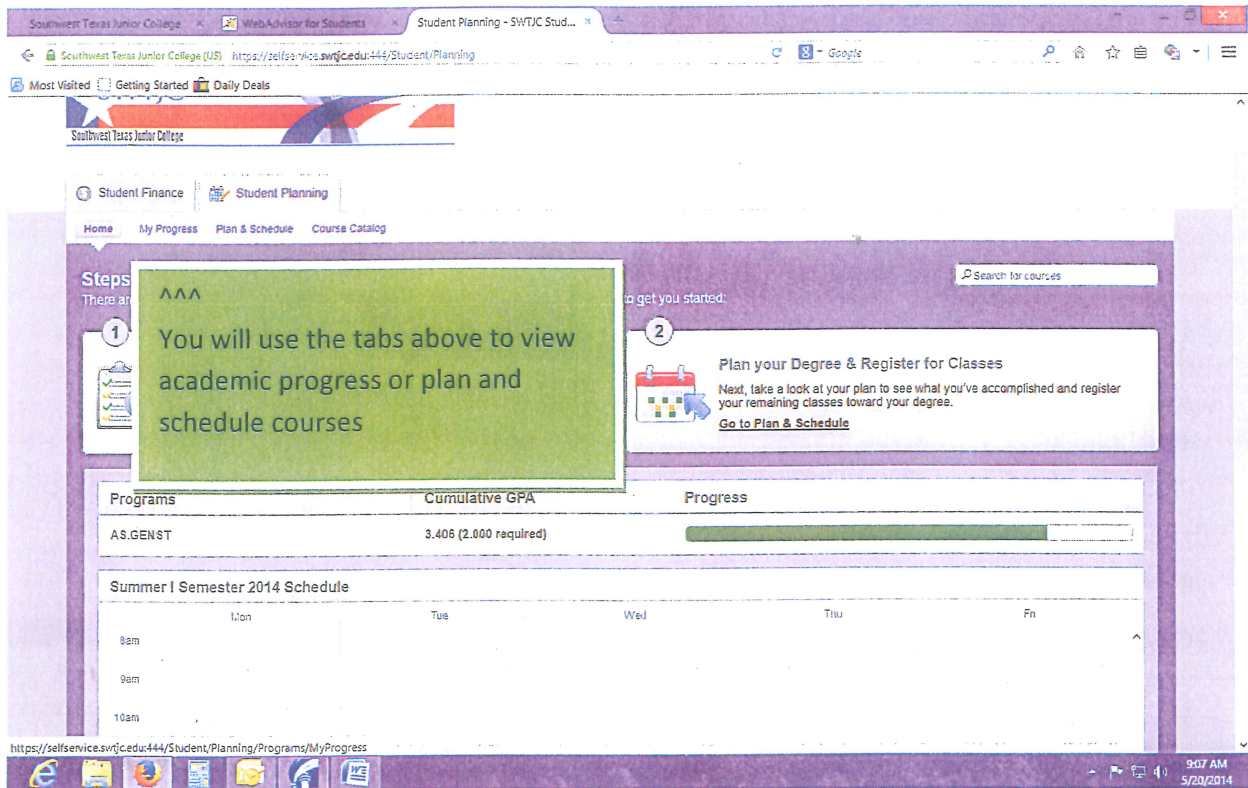 Southwest Texas Junior College × WebAdvisor for Students × Student Planning - SWTJC Stud... × +
Southwest Texas Junior College (US) https://selfservice.swtjc.edu:444/Student/Planning Google
Most Visited Getting Started Daily Deals
Southwest Texas Junior College
Student Finance Student Planning
Home My Progress Plan & Schedule Course Catalog
Steps
Search for courses
There are to get you started:
^^^
You will use the tabs above to view
academic progress or plan and
schedule courses
1
2
Plan your Degree & Register for Classes
Next, take a look at your plan to see what you've accomplished and register
your remaining classes toward your degree.
Go to Plan & Schedule
Programs Cumulative GPA Progress
AS.GENST 3.406 (2.000 required)
Summer I Semester 2014 Schedule
Mon Tue Wed Thu Fri
8am
9am
10am
https://selfservice.swtjc.edu:444/Student/Planning/Programs/MyProgress
9:07 AM
5/20/2014